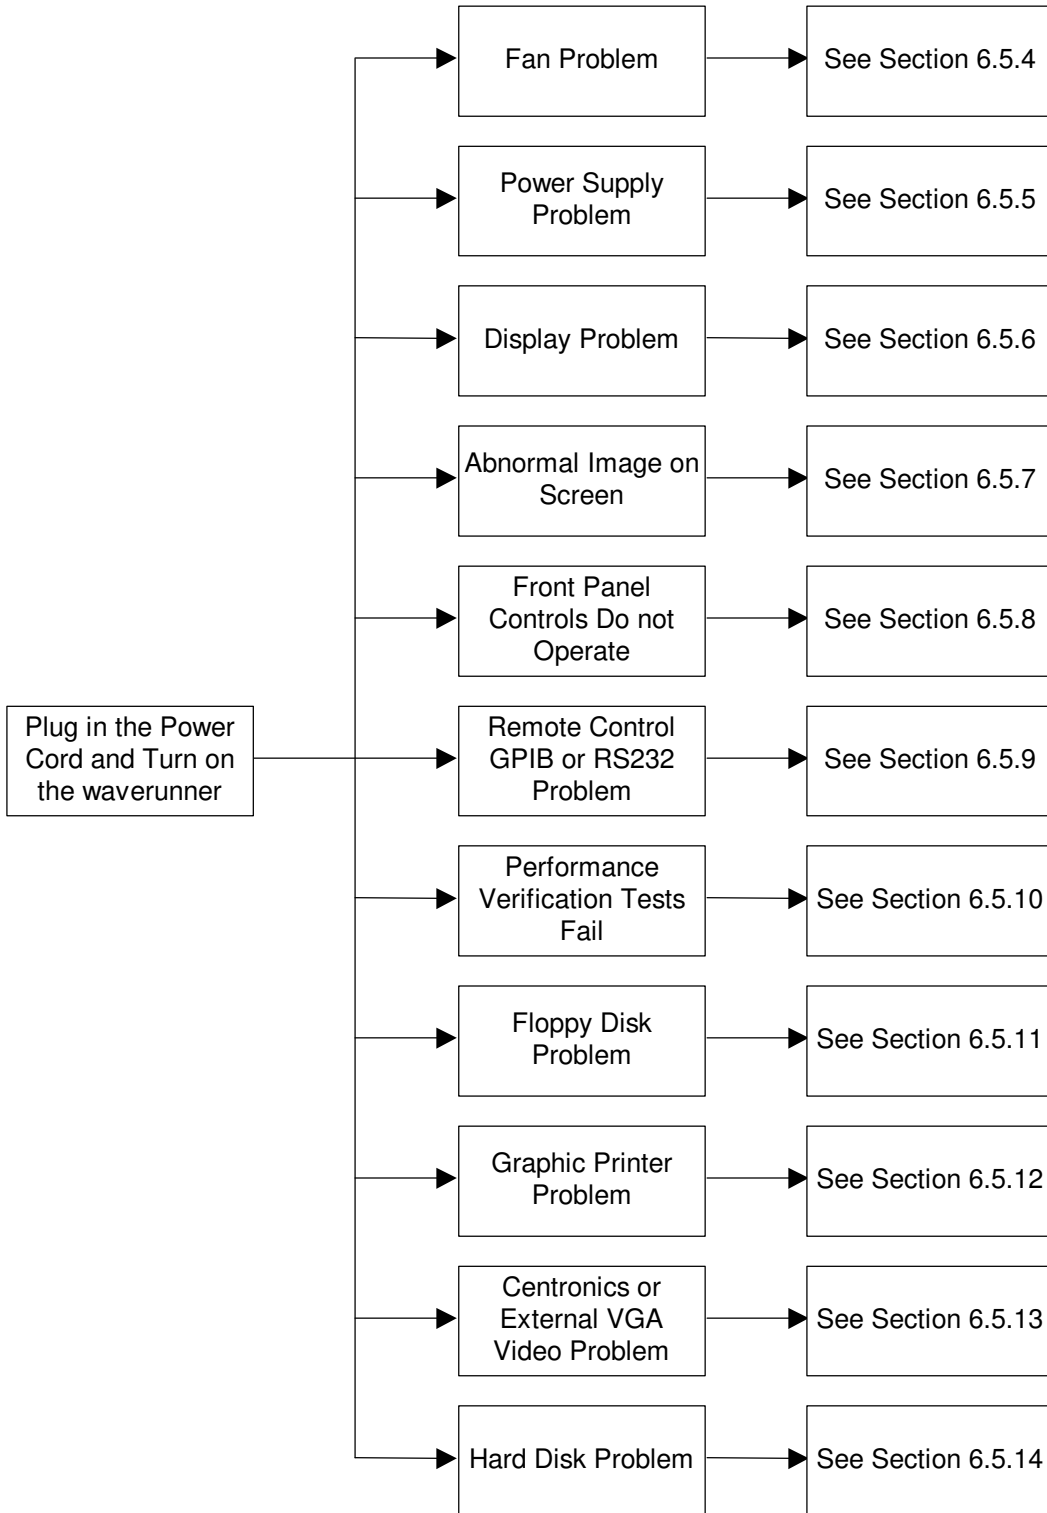 Fan Problem
See Section 6.5.4
Power Supply
Problem
See Section 6.5.5
Display Problem
See Section 6.5.6
Abnormal Image on
Screen
See Section 6.5.7
Front Panel
Controls Do not
Operate
See Section 6.5.8
Plug in the Power
Cord and Turn on
the waverunner
Remote Control
GPIB or RS232
Problem
See Section 6.5.9
Performance
Verification Tests
Fail
See Section 6.5.10
Floppy Disk
Problem
See Section 6.5.11
Graphic Printer
Problem
See Section 6.5.12
Centronics or
External VGA
Video Problem
See Section 6.5.13
Hard Disk Problem
See Section 6.5.14